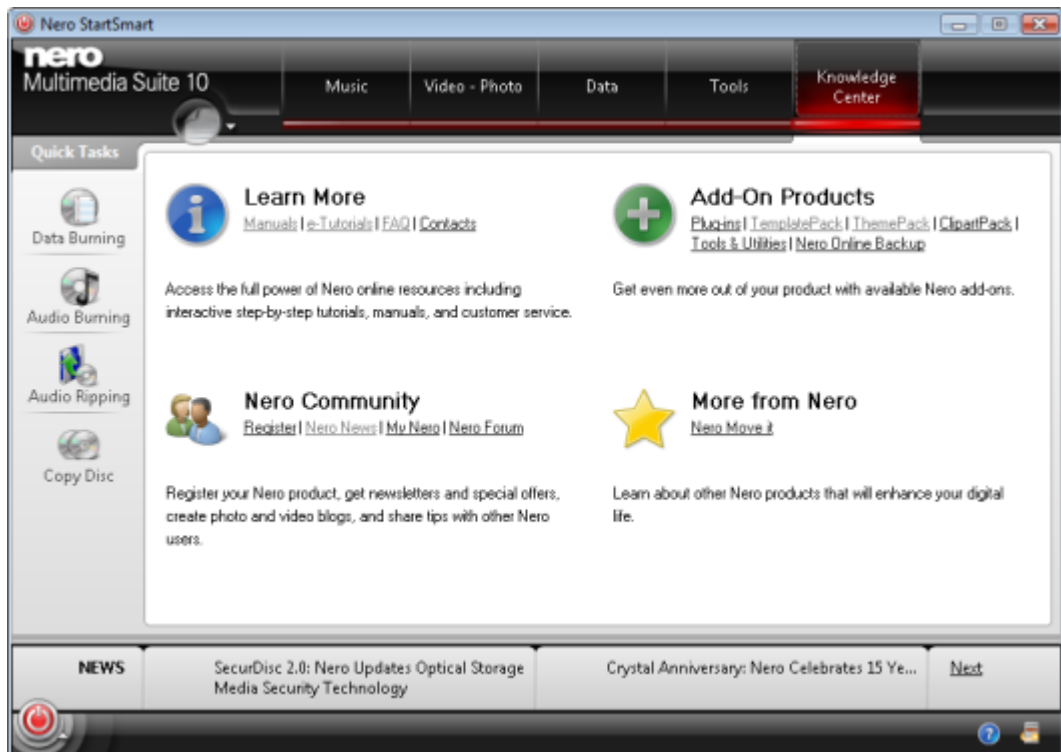 Nero StartSmart
nero
Multimedia Suite 10
Music
Video - Photo
Data
Tools
Knowledge
Center
Quick Tasks
Data Burning
Audio Burning
Audio Ripping
Copy Disc
Learn More
Manuals | e-Tutorials | FAQ | Contacts
Access the full power of Nero online resources including
interactive step-by-step tutorials, manuals, and customer service.
Add-On Products
Plug-ins | TemplatePack | ThemePack | ClipartPack |
Tools & Utilities | Nero Online Backup
Get even more out of your product with available Nero add-ons.
Nero Community
Register | Nero News | My Nero | Nero Forum
Register your Nero product, get newsletters and special offers,
create photo and video blogs, and share tips with other Nero
users.
More from Nero
Nero Move it
Learn about other Nero products that will enhance your digital
life.
NEWS
SecurDisc 2.0: Nero Updates Optical Storage
Media Security Technology
Crystal Anniversary: Nero Celebrates 15 Ye...
Next